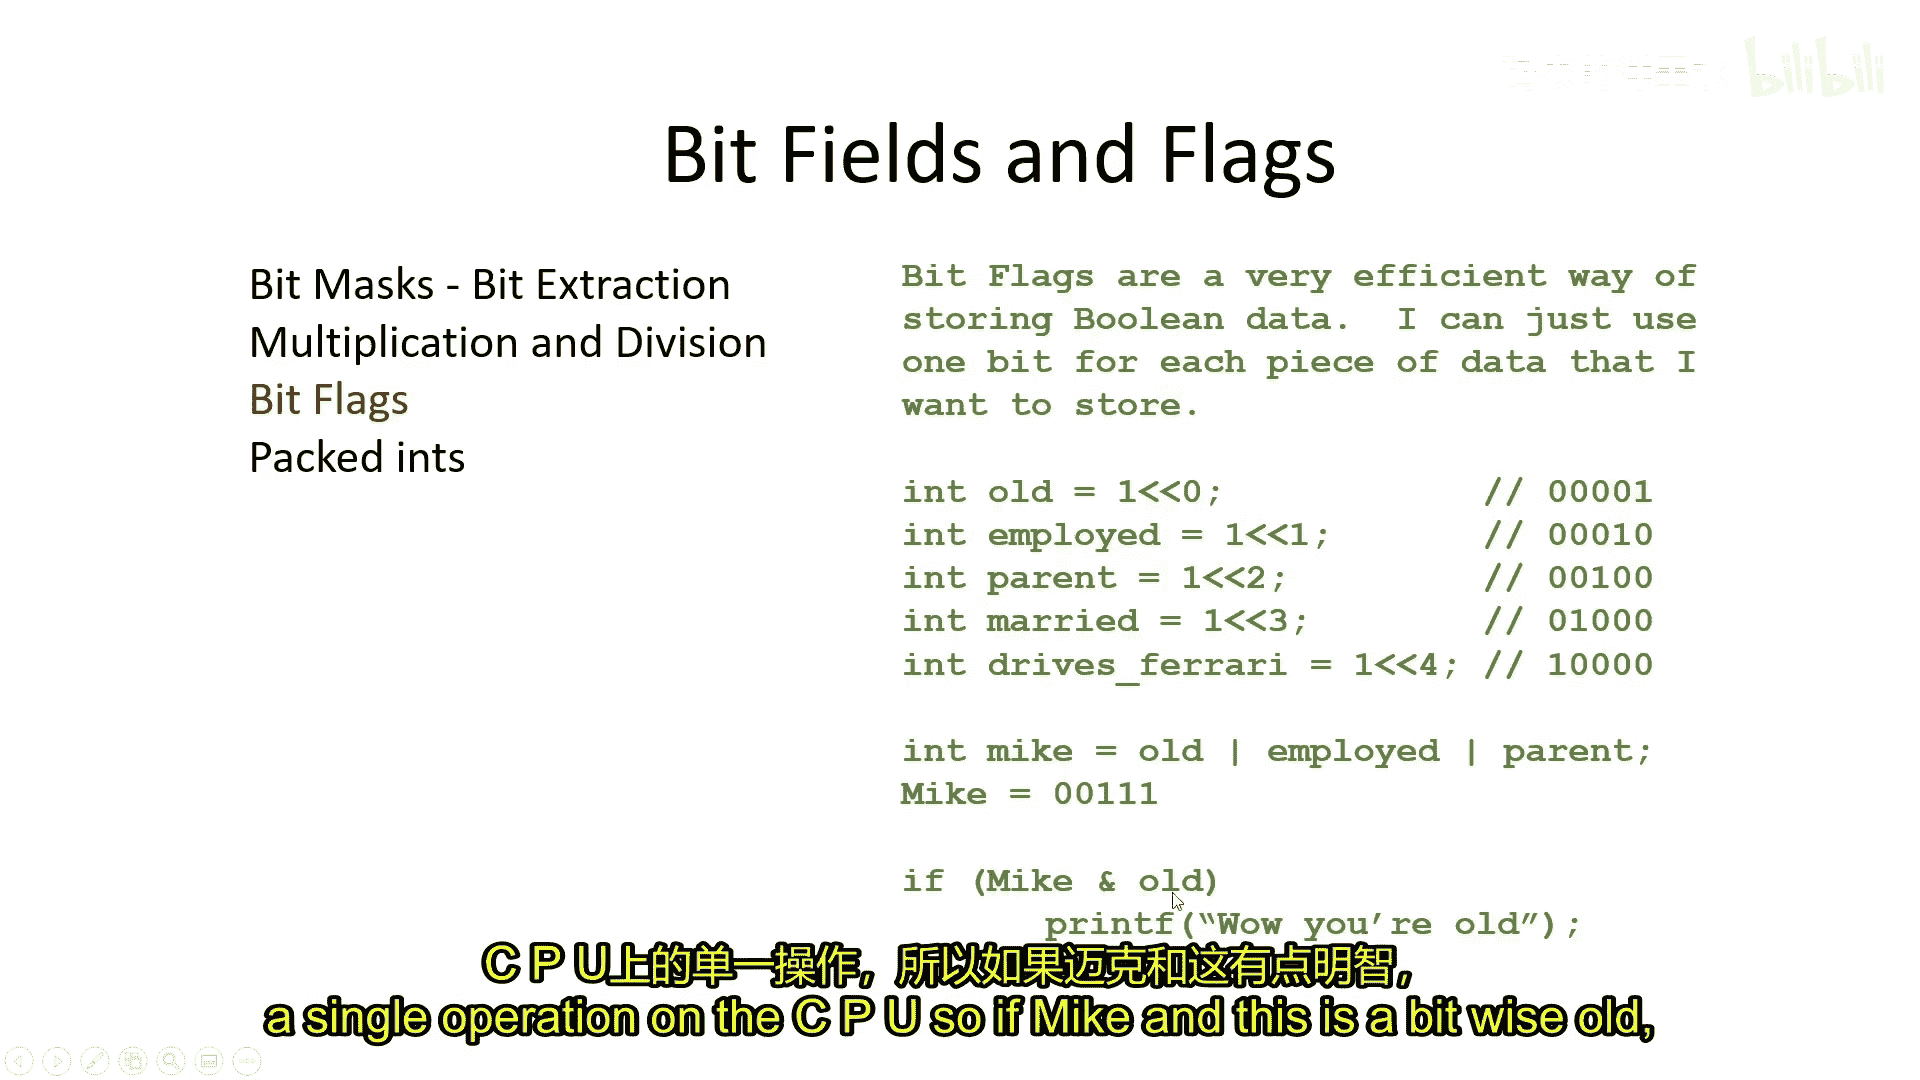 bilibili
Bit Fields and Flags
Bit Masks - Bit Extraction
Multiplication and Division
Bit Flags
Packed ints
Bit Flags are a very efficient way of
storing Boolean data.  I can just use
one bit for each piece of data that I
want to store.
int old = 1<<0; // 00001
int employed = 1<<1; // 00010
int parent = 1<<2; // 00100
int married = 1<<3; // 01000
int drives_ferrari = 1<<4; // 10000
int mike = old | employed | parent;
Mike = 00111
if (Mike & old)
printf(“Wow you’re old”);
C P U上的单一操作，所以如果迈克和这有点明智，
a single operation on the C P U so if Mike and this is a bit wise old,